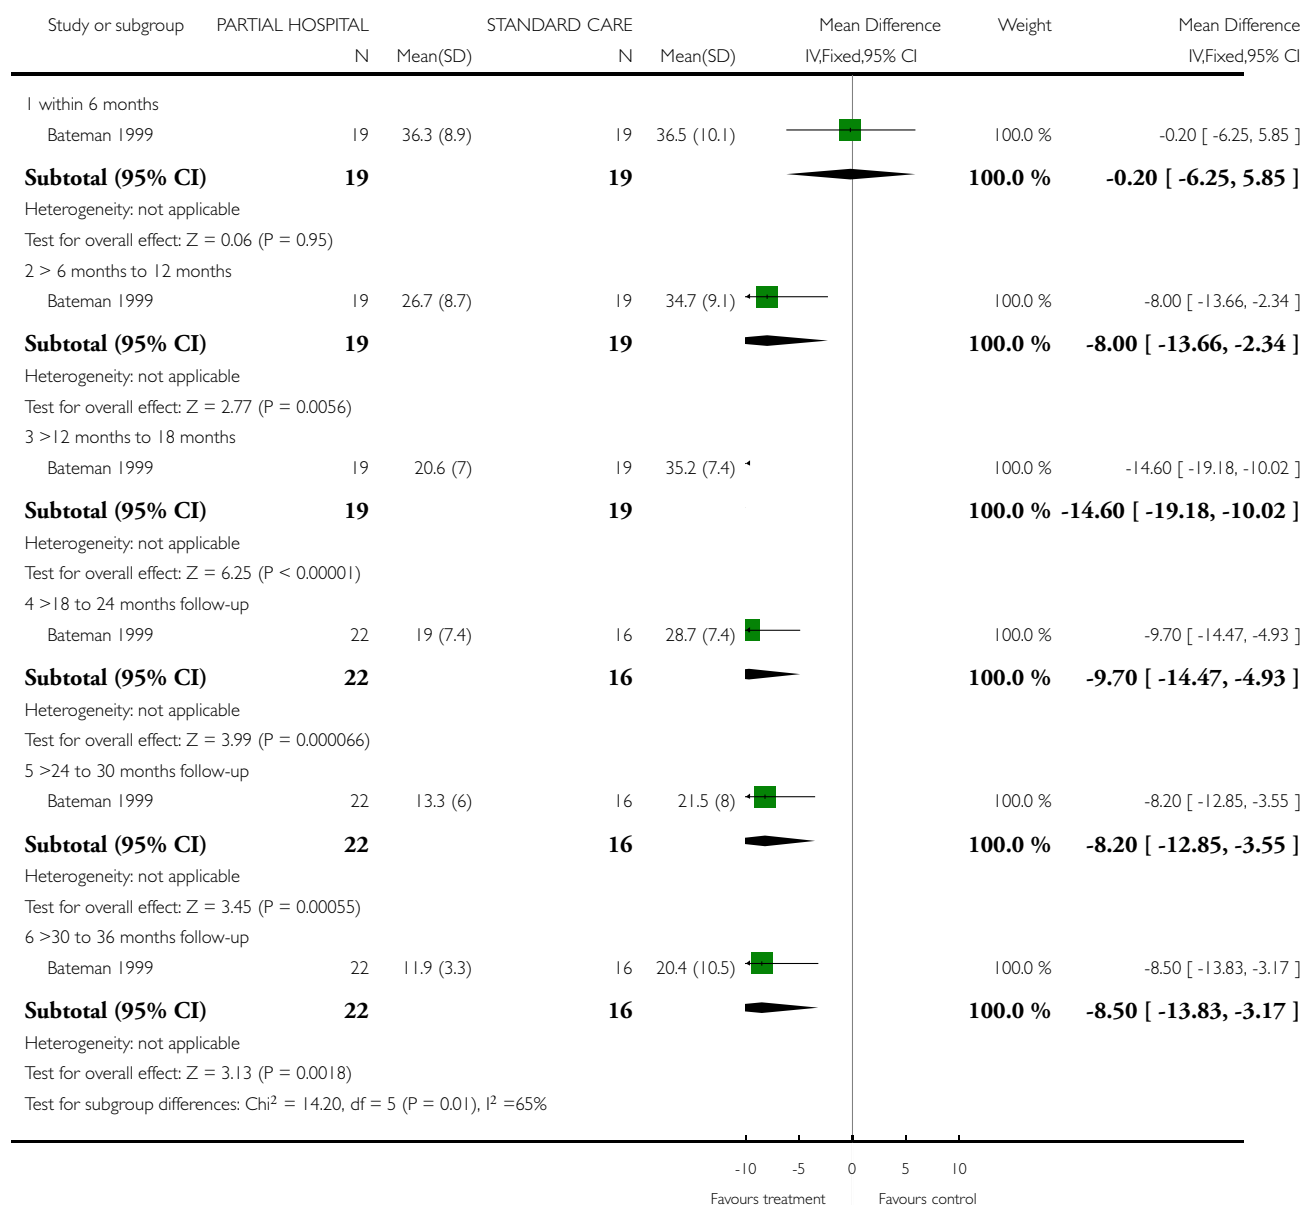 Study or subgroup PARTIAL HOSPITAL STANDARD CARE Mean Difference Weight Mean Difference
N Mean(SD) N Mean(SD) IV,Fixed,95% CI IV,Fixed,95% CI
1 within 6 months
Bateman 1999 19 36.3 (8.9) 19 36.5 (10.1) 100.0 % -0.20 [ -6.25, 5.85 ]
Subtotal (95% CI) 19 19 100.0 % -0.20 [ -6.25, 5.85 ]
Heterogeneity: not applicable
Test for overall effect: Z = 0.06 (P = 0.95)
2 > 6 months to 12 months
Bateman 1999 19 26.7 (8.7) 19 34.7 (9.1) 100.0 % -8.00 [ -13.66, -2.34 ]
Subtotal (95% CI) 19 19 100.0 % -8.00 [ -13.66, -2.34 ]
Heterogeneity: not applicable
Test for overall effect: Z = 2.77 (P = 0.0056)
3 >12 months to 18 months
Bateman 1999 19 20.6 (7) 19 35.2 (7.4) 100.0 % -14.60 [ -19.18, -10.02 ]
Subtotal (95% CI) 19 19 100.0 % -14.60 [ -19.18, -10.02 ]
Heterogeneity: not applicable
Test for overall effect: Z = 6.25 (P < 0.00001)
4 >18 to 24 months follow-up
Bateman 1999 22 19 (7.4) 16 28.7 (7.4) 100.0 % -9.70 [ -14.47, -4.93 ]
Subtotal (95% CI) 22 16 100.0 % -9.70 [ -14.47, -4.93 ]
Heterogeneity: not applicable
Test for overall effect: Z = 3.99 (P = 0.000066)
5 >24 to 30 months follow-up
Bateman 1999 22 13.3 (6) 16 21.5 (8) 100.0 % -8.20 [ -12.85, -3.55 ]
Subtotal (95% CI) 22 16 100.0 % -8.20 [ -12.85, -3.55 ]
Heterogeneity: not applicable
Test for overall effect: Z = 3.45 (P = 0.00055)
6 >30 to 36 months follow-up
Bateman 1999 22 11.9 (3.3) 16 20.4 (10.5) 100.0 % -8.50 [ -13.83, -3.17 ]
Subtotal (95% CI) 22 16 100.0 % -8.50 [ -13.83, -3.17 ]
Heterogeneity: not applicable
Test for overall effect: Z = 3.13 (P = 0.0018)
Test for subgroup differences: Chi² = 14.20, df = 5 (P = 0.01), I² =65%
-10 -5 0 5 10
Favours treatment Favours control